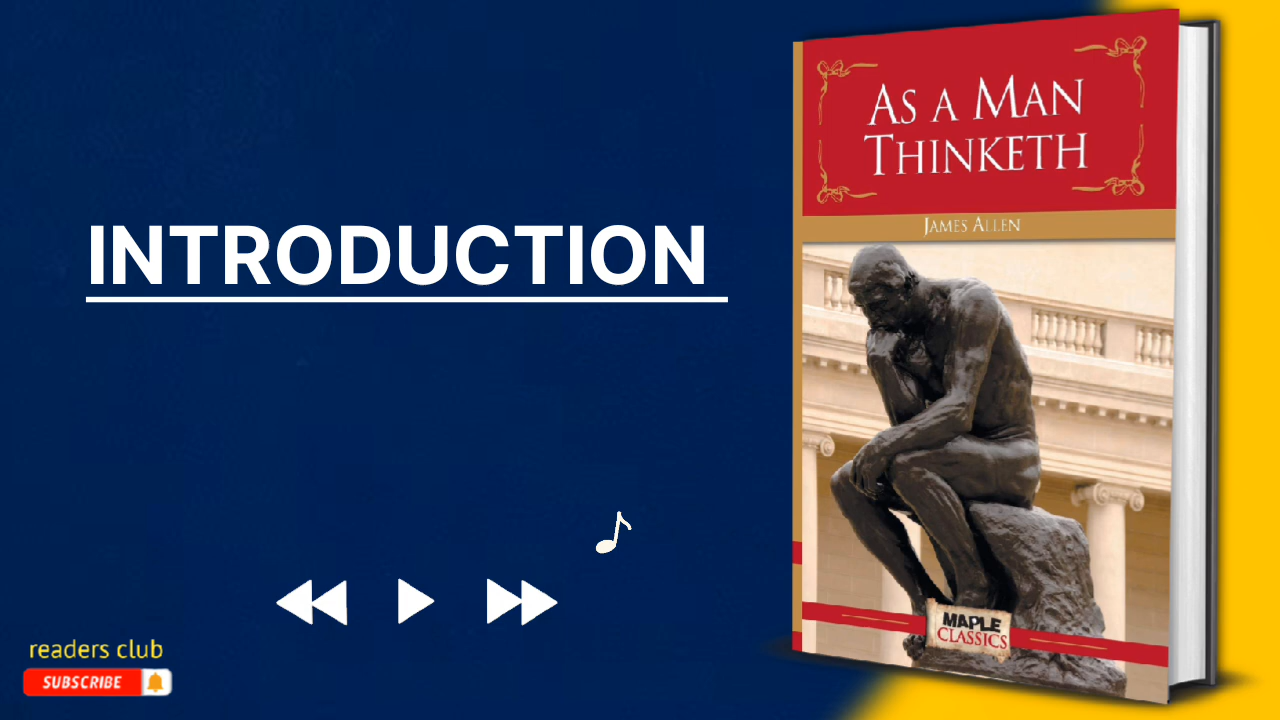 INTRODUCTION
readers club
SUBSCRIBE
AS A MAN
THINKETH
JAMES ALLEN
MAPLE
CLASSICS